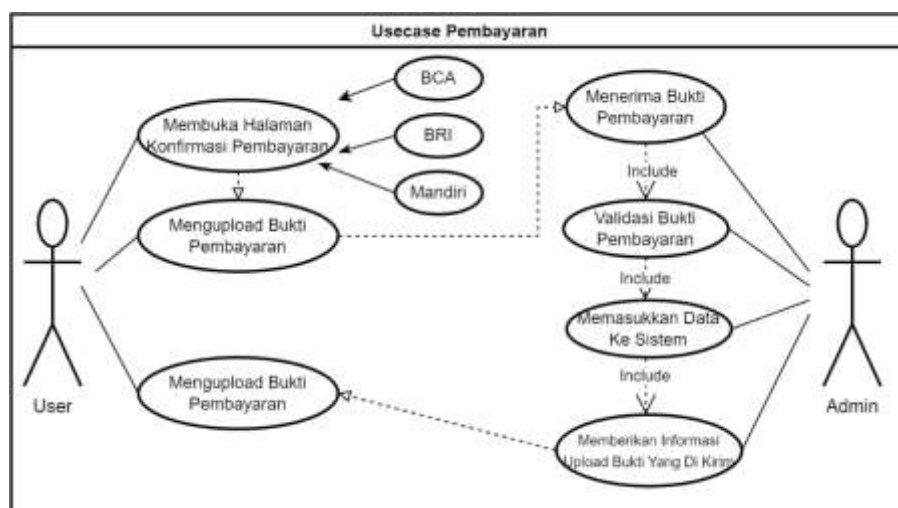 Usecase Pembayaran
BCA
Membuka Halaman
Konfirmasi Pembayaran
BRI
Mandiri
Mengupload Bukti
Pembayaran
Menerima Bukti
Pembayaran
Include
Validasi Bukti
Pembayaran
Include
Memasukkan Data
Ke Sistem
Include
Mengupload Bukti
Pembayaran
Memberikan Informasi
Upload Bukti Yang Di Kirim
User
Admin